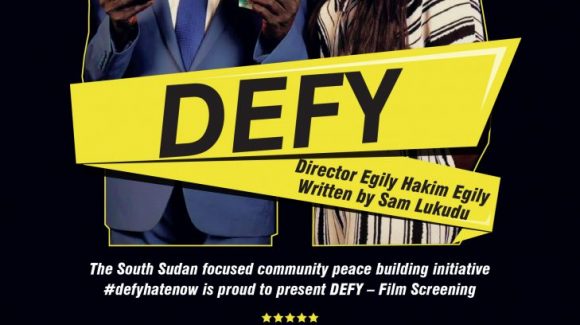 DEFY
Director Egily Hakim Egily
Written by Sam Lukudu
The South Sudan focused community peace building initiative
#defyhatenow is proud to present DEFY – Film Screening